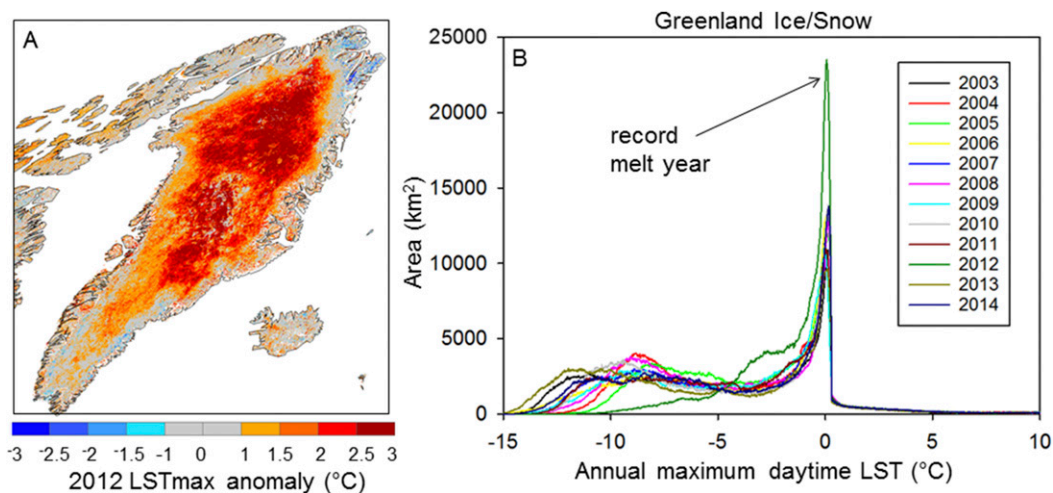 A
-3 -2 -1 0 1 2 3
-2.5 -1.5 1.5 2.5
2012 LSTmax anomaly (°C)
Greenland Ice/Snow
B
25000
20000
15000
10000
5000
0
Area (km²)
record
melt year
2003
2004
2005
2006
2007
2008
2009
2010
2011
2012
2013
2014
-15 -10 -5 0 5 10
Annual maximum daytime LST (°C)